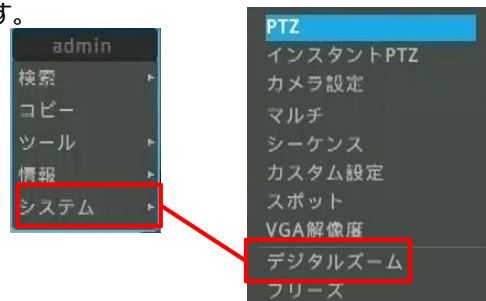 す。
admin
検索
コピー
ツール
情報
システム
PTZ
インスタントPTZ
カメラ設定
マルチ
シーケンス
カスタム設定
スポット
VGA解像度
デジタルズーム
フリーズ